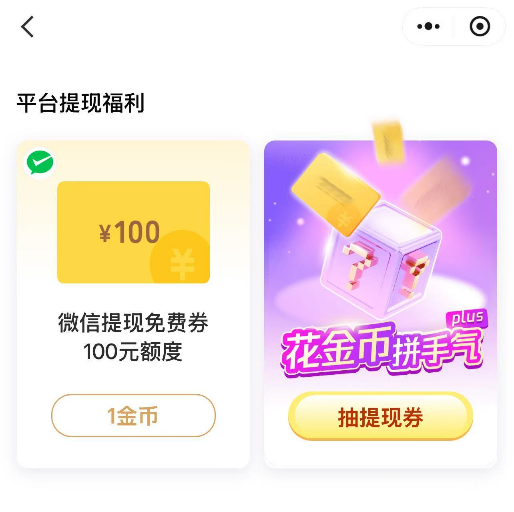 平台提现福利
¥100
¥
微信提现免费券
100元额度
1金币
plus
花金币拼手气
抽提现券